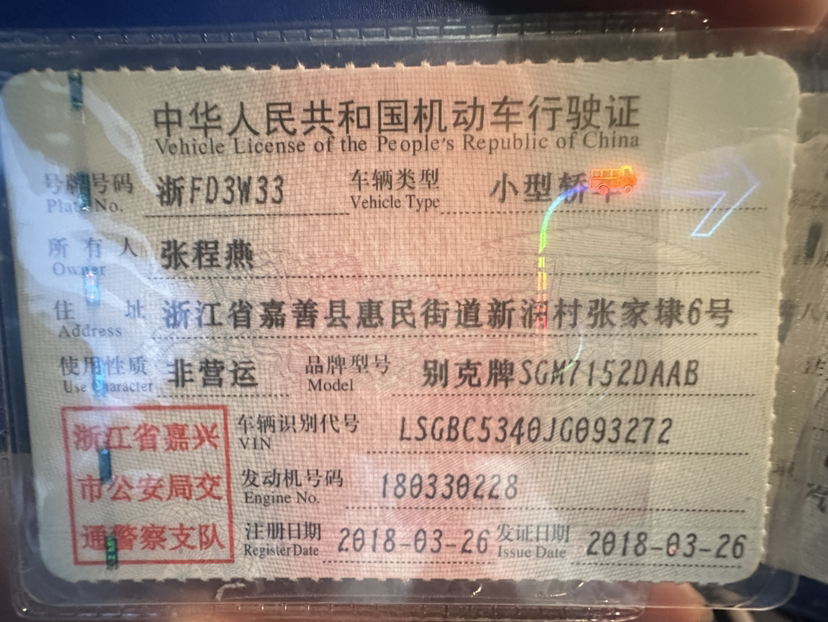 中华人民共和国机动车行驶证
Vehicle License of the People's Republic of China
号牌号码 浙FD3W33 车辆类型 小型轿车
Plate No. Vehicle Type
所有人 张程燕
Owner
住址 浙江省嘉善县惠民街道新润村张家埭6号
Address
使用性质 非营运 品牌型号 别克牌SGM7152DAAB
Use Character Model
浙江省嘉兴
市公安局交
通警察支队
车辆识别代号 LSGBC5340JG093272
VIN
发动机号码 180330228
Engine No.
注册日期 2018-03-26 发证日期 2018-03-26
Register Date Issue Date